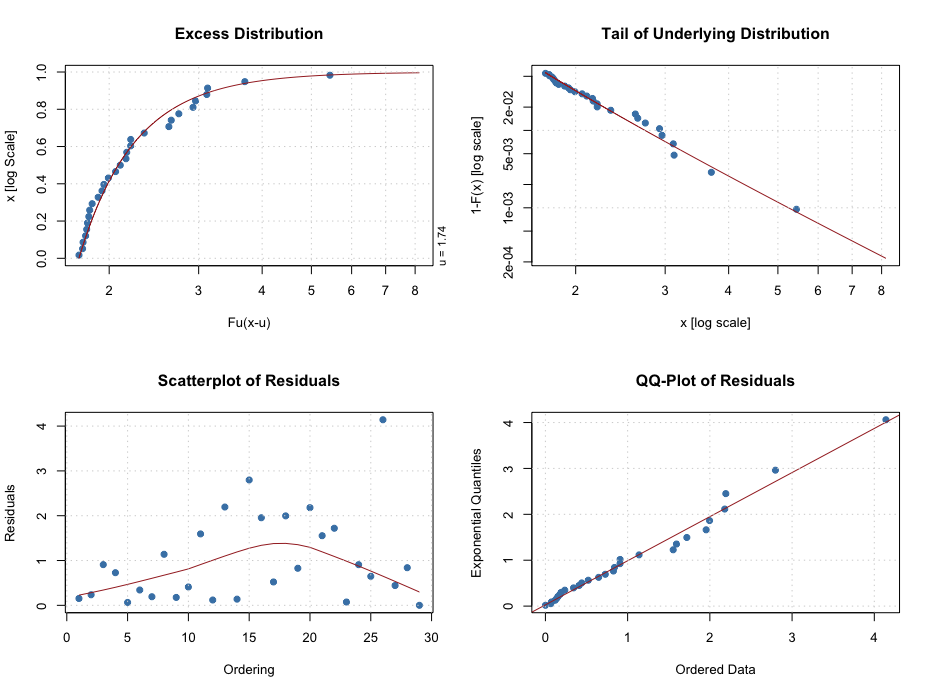 Excess Distribution
x [log Scale]
0.0 0.2 0.4 0.6 0.8 1.0
2 3 4 5 6 7 8
Fu(x-u)
u = 1.74
Tail of Underlying Distribution
1-F(x) [log scale]
2e-04 1e-03 5e-03 2e-02
2 3 4 5 6 7 8
x [log scale]
Scatterplot of Residuals
Residuals
0 1 2 3 4
0 5 10 15 20 25 30
Ordering
QQ-Plot of Residuals
Exponential Quantiles
0 1 2 3 4
0 1 2 3 4
Ordered Data